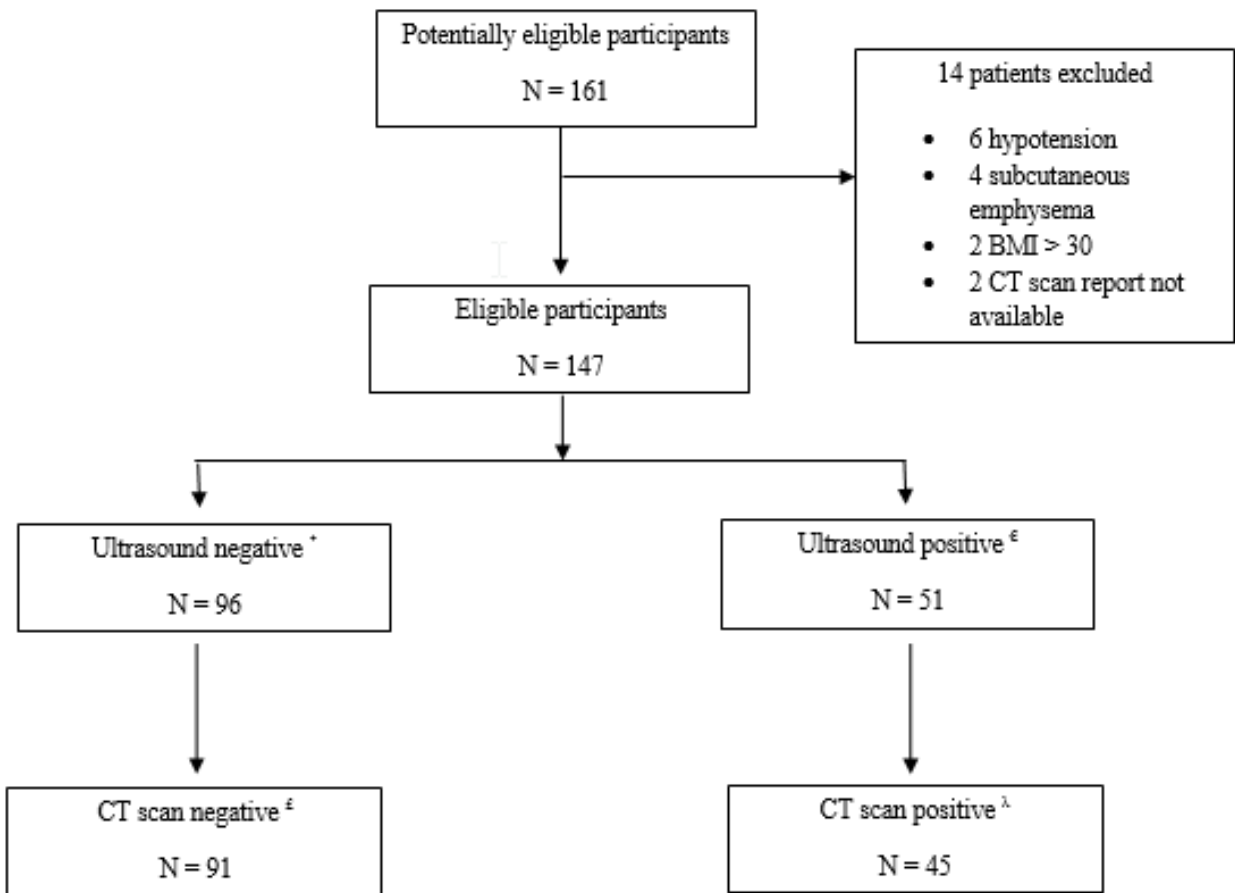 Potentially eligible participants
N = 161
14 patients excluded
• 6 hypotension
• 4 subcutaneous
emphysema
• 2 BMI > 30
• 2 CT scan report not
available
Eligible participants
N = 147
Ultrasound negative *
N = 96
Ultrasound positive €
N = 51
CT scan negative £
N = 91
CT scan positive λ
N = 45